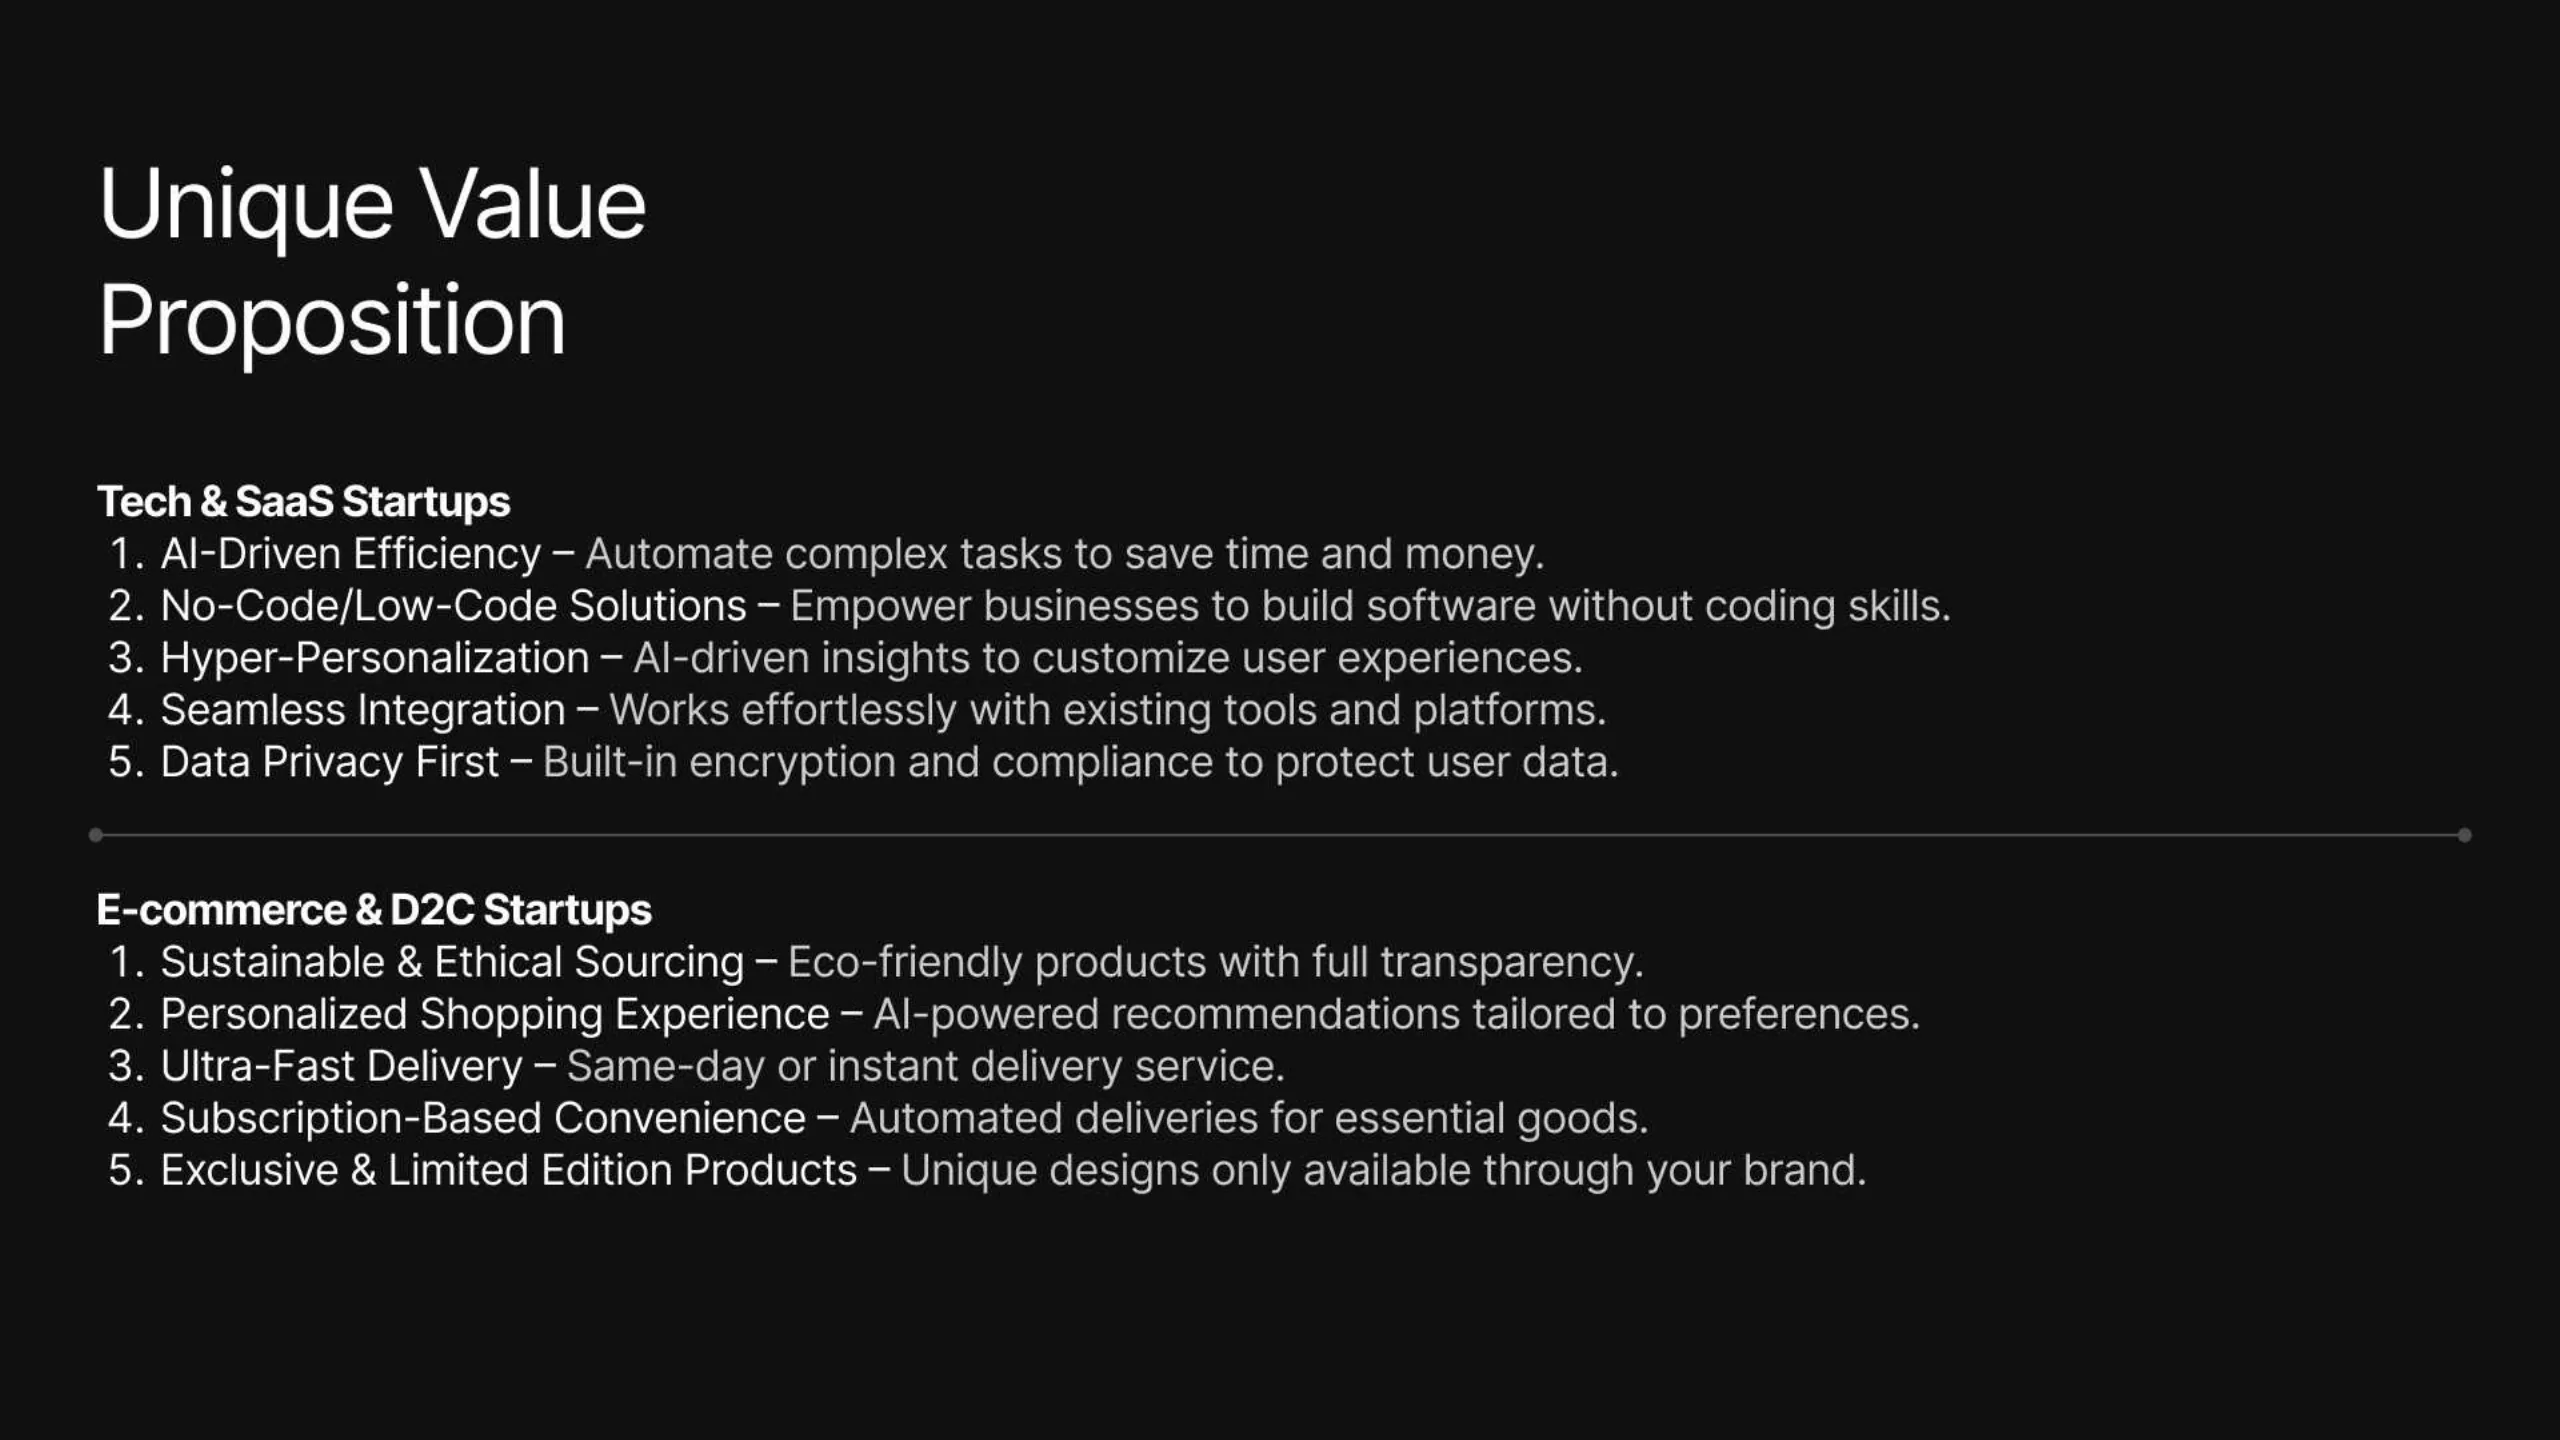 Unique Value
Proposition
Tech & SaaS Startups
1. AI-Driven Efficiency – Automate complex tasks to save time and money.
2. No-Code/Low-Code Solutions – Empower businesses to build software without coding skills.
3. Hyper-Personalization – AI-driven insights to customize user experiences.
4. Seamless Integration – Works effortlessly with existing tools and platforms.
5. Data Privacy First – Built-in encryption and compliance to protect user data.
E-commerce & D2C Startups
1. Sustainable & Ethical Sourcing – Eco-friendly products with full transparency.
2. Personalized Shopping Experience – AI-powered recommendations tailored to preferences.
3. Ultra-Fast Delivery – Same-day or instant delivery service.
4. Subscription-Based Convenience – Automated deliveries for essential goods.
5. Exclusive & Limited Edition Products – Unique designs only available through your brand.